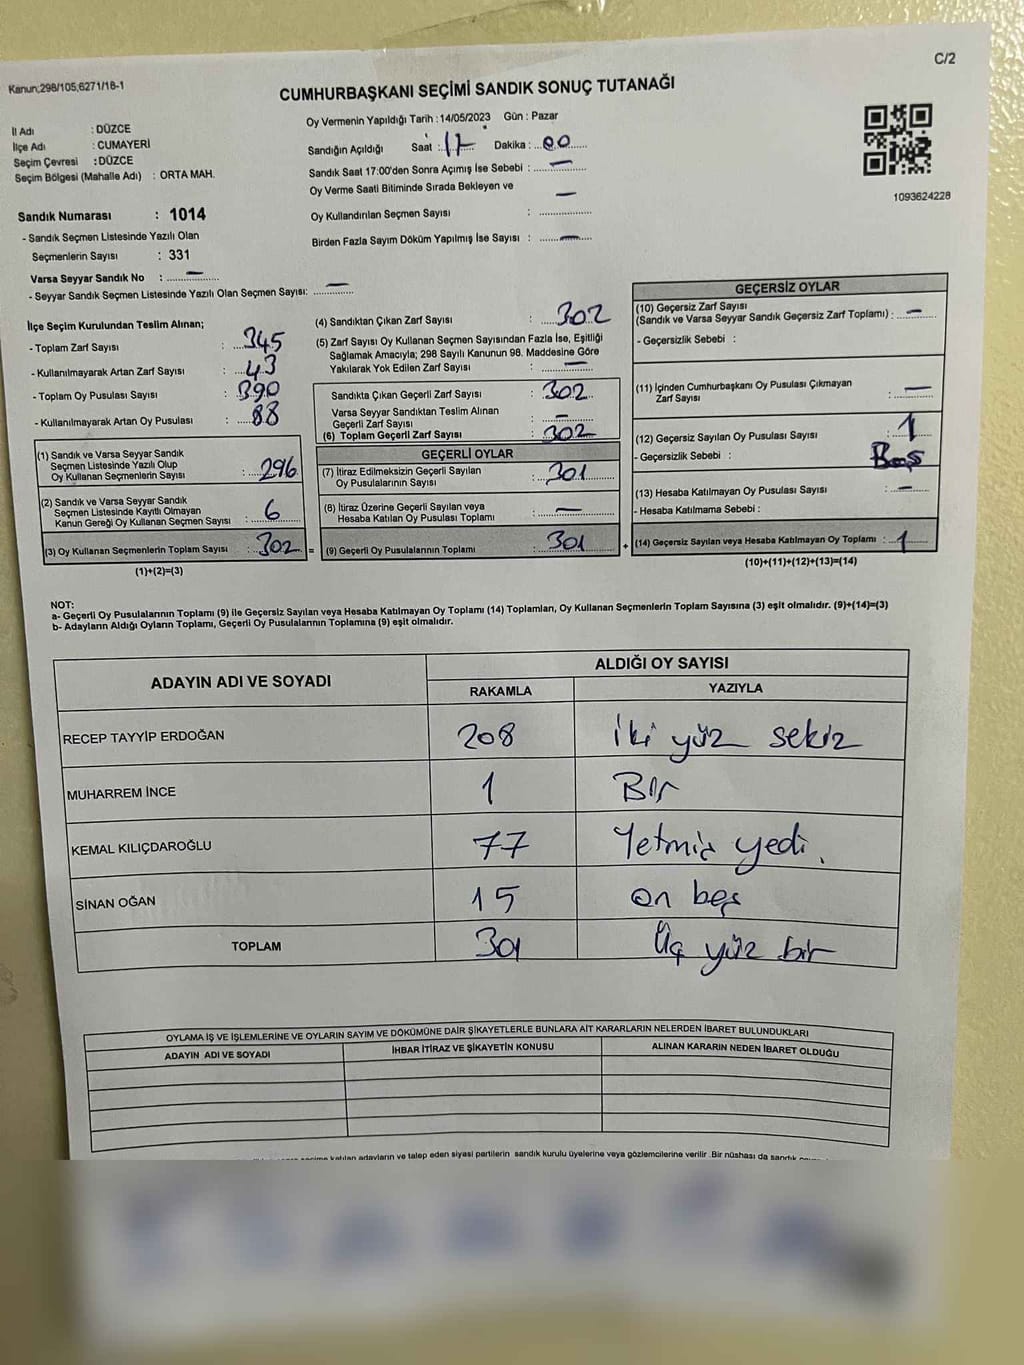 C/2
Kanun;298/105,6271/18-1
CUMHURBAŞKANI SEÇİMİ SANDIK SONUÇ TUTANAĞI
İl Adı : DÜZCE
İlçe Adı : CUMAYERİ
Seçim Çevresi : DÜZCE
Seçim Bölgesi (Mahalle Adı) : ORTA MAH.
Sandık Numarası : 1014
- Sandık Seçmen Listesinde Yazılı Olan
Seçmenlerin Sayısı : 331
Varsa Seyyar Sandık No : —
- Seyyar Sandık Seçmen Listesinde Yazılı Olan Seçmen Sayısı: —
Oy Vermenin Yapıldığı Tarih : 14/05/2023 Gün : Pazar
Sandığın Açıldığı Saat : 17 Dakika : 00
Sandık Saat 17:00'den Sonra Açımış İse Sebebi : —
Oy Verme Saati Bitiminde Sırada Bekleyen ve —
Oy Kullandırılan Seçmen Sayısı :
Birden Fazla Sayım Döküm Yapılmış İse Sayısı : —
1093624228
İlçe Seçim Kurulundan Teslim Alınan;
- Toplam Zarf Sayısı : 345
- Kullanılmayarak Artan Zarf Sayısı : 43
- Toplam Oy Pusulası Sayısı : 390
- Kullanılmayarak Artan Oy Pusulası : 88
(1) Sandık ve Varsa Seyyar Sandık
Seçmen Listesinde Yazılı Olup
Oy Kullanan Seçmenlerin Sayısı : 296
(2) Sandık ve Varsa Seyyar Sandık
Seçmen Listesinde Kayıtlı Olmayan
Kanun Gereği Oy Kullanan Seçmen Sayısı : 6
(3) Oy Kullanan Seçmenlerin Toplam Sayısı : 302 =
(1)+(2)=(3)
(4) Sandıktan Çıkan Zarf Sayısı : 302
(5) Zarf Sayısı Oy Kullanan Seçmen Sayısından Fazla İse, Eşitliği
Sağlamak Amacıyla; 298 Sayılı Kanunun 98. Maddesine Göre
Yakılarak Yok Edilen Zarf Sayısı : —
Sandıkta Çıkan Geçerli Zarf Sayısı : 302
Varsa Seyyar Sandıktan Teslim Alınan
Geçerli Zarf Sayısı : —
(6) Toplam Geçerli Zarf Sayısı : 302
GEÇERLİ OYLAR
(7) İtiraz Edilmeksizin Geçerli Sayılan
Oy Pusulalarının Sayısı : 301
(8) İtiraz Üzerine Geçerli Sayılan veya
Hesaba Katılan Oy Pusulası Toplamı : —
(9) Geçerli Oy Pusulalarının Toplamı : 301 +
GEÇERSİZ OYLAR
(10) Geçersiz Zarf Sayısı
(Sandık ve Varsa Seyyar Sandık Geçersiz Zarf Toplamı) : —
- Geçersizlik Sebebi :
(11) İçinden Cumhurbaşkanı Oy Pusulası Çıkmayan
Zarf Sayısı : —
(12) Geçersiz Sayılan Oy Pusulası Sayısı : 1
- Geçersizlik Sebebi : Boş
(13) Hesaba Katılmayan Oy Pusulası Sayısı : —
- Hesaba Katılmama Sebebi :
(14) Geçersiz Sayılan veya Hesaba Katılmayan Oy Toplamı : 1
(10)+(11)+(12)+(13)=(14)
NOT:
a- Geçerli Oy Pusulalarının Toplamı (9) ile Geçersiz Sayılan veya Hesaba Katılmayan Oy Toplamı (14) Toplamları, Oy Kullanan Seçmenlerin Toplam Sayısına (3) eşit olmalıdır. (9)+(14)=(3)
b- Adayların Aldığı Oyların Toplamı, Geçerli Oy Pusulalarının Toplamına (9) eşit olmalıdır.
ADAYIN ADI VE SOYADI ALDIĞI OY SAYISI
RAKAMLA YAZIYLA
RECEP TAYYİP ERDOĞAN 208 İki yüz sekiz
MUHARREM İNCE 1 Bir
KEMAL KILIÇDAROĞLU 77 Yetmiş yedi.
SİNAN OĞAN 15 On beş
TOPLAM 301 Üç yüz bir
OYLAMA İŞ VE İŞLEMLERİNE VE OYLARIN SAYIM VE DÖKÜMÜNE DAİR ŞİKAYETLERLE BUNLARA AİT KARARLARIN NELERDEN İBARET BULUNDUKLARI
ADAYIN ADI VE SOYADI İHBAR İTİRAZ VE ŞİKAYETİN KONUSU ALINAN KARARIN NEDEN İBARET OLDUĞU
seçime katılan adayların ve talep eden siyasi partilerin sandık kurulu üyelerine veya gözlemcilerine verilir .Bir nüshası da sandık